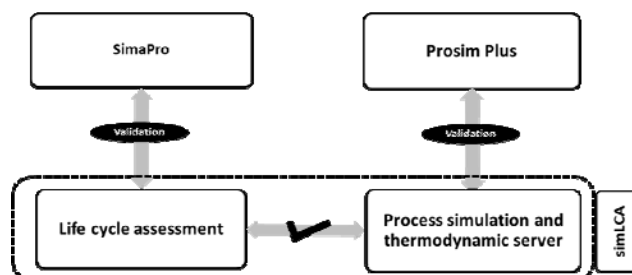 SimaPro
Prosim Plus
Validation
Validation
Life cycle assessment
Process simulation and
thermodynamic server
simLCA